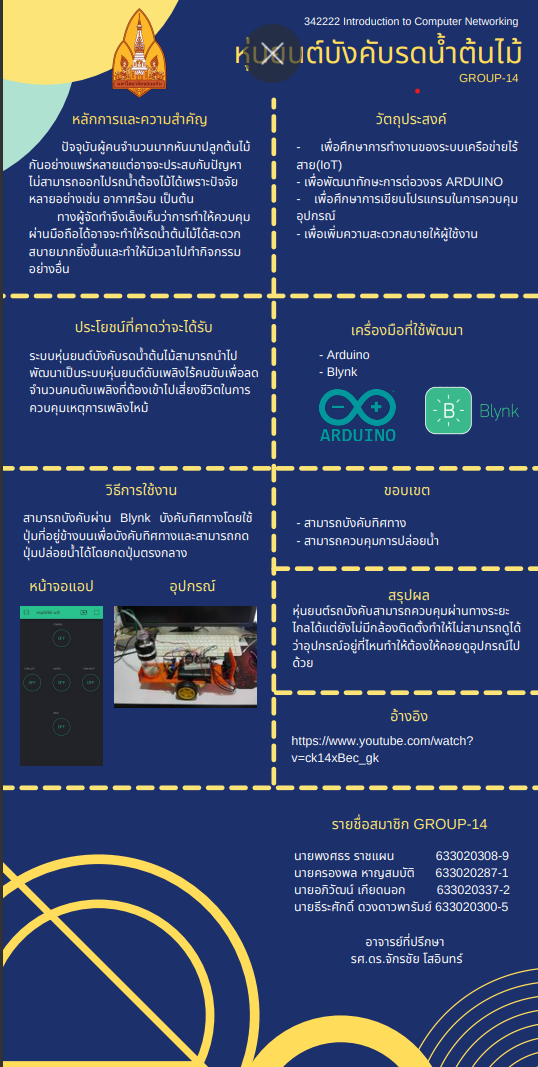 342222 Introduction to Computer Networking
หุ่นยนต์บังคับรดน้ำต้นไม้
GROUP-14
หลักการและความสำคัญ
ปัจจุบันผู้คนจำนวนมากหันมาปลูกต้นไม้
กันอย่างแพร่หลายแต่อาจจะประสบกับปัญหา
ไม่สามารถออกไปรถน้ำต้องไม้ได้เพราะปัจจัย
หลายอย่างเช่น อากาศร้อน เป็นต้น
ทางผู้จัดทำจึงเล็งเห็นว่าการทำให้ควบคุม
ผ่านมือถือได้อาจจะทำให้รดน้ำต้นไม้ได้สะดวก
สบายมากยิ่งขึ้นและทำให้มีเวลาไปทำกิจกรรม
อย่างอื่น
วัตถุประสงค์
- เพื่อศึกษาการทำงานของระบบเครือข่ายไร้
สาย(IoT)
- เพื่อพัฒนาทักษะการต่อวงจร ARDUINO
- เพื่อศึกษาการเขียนโปรแกรมในการควบคุม
อุปกรณ์
- เพื่อเพิ่มความสะดวกสบายให้ผู้ใช้งาน
ประโยชน์ที่คาดว่าจะได้รับ
ระบบหุ่นยนต์บังคับรดน้ำต้นไม้สามารถนำไป
พัฒนาเป็นระบบหุ่นยนต์ดับเพลิงไร้คนขับเพื่อลด
จำนวนคนดับเพลิงที่ต้องเข้าไปเสี่ยงชีวิตในการ
ควบคุมเหตุการเพลิงไหม้
เครื่องมือที่ใช้พัฒนา
- Arduino
- Blynk
ARDUINO
B
Blynk
วิธีการใช้งาน
สามารถบังคับผ่าน Blynk บังคับทิศทางโดยใช้
ปุ่มที่อยู่ข้างบนเพื่อบังคับทิศทางและสามารถกด
ปุ่มปล่อยน้ำได้โดยกดปุ่มตรงกลาง
หน้าจอแอป
อุปกรณ์
OFF
OFF
OFF
OFF
OFF
ขอบเขต
- สามารถบังคับทิศทาง
- สามารถควบคุมการปล่อยน้ำ
สรุปผล
หุ่นยนต์รถบังคับสามารถควบคุมผ่านทางระยะ
ไกลได้แต่ยังไม่มีกล้องติดตั้งทำให้ไม่สามารถดูได้
ว่าอุปกรณ์อยู่ที่ไหนทำให้ต้องให้คอยดูอุปกรณ์ไป
ด้วย
อ้างอิง
https://www.youtube.com/watch?
v=ck14xBec_gk
รายชื่อสมาชิก GROUP-14
นายพงศธร ราชแผน 633020308-9
นายครองพล หาญสมบัติ 633020287-1
นายอภิวัฒน์ เกียดนอก 633020337-2
นายธีระศักดิ์ ดวงดาวพารัมย์ 633020300-5
อาจารย์ที่ปรึกษา
รศ.ดร.จักรชัย โสอินทร์